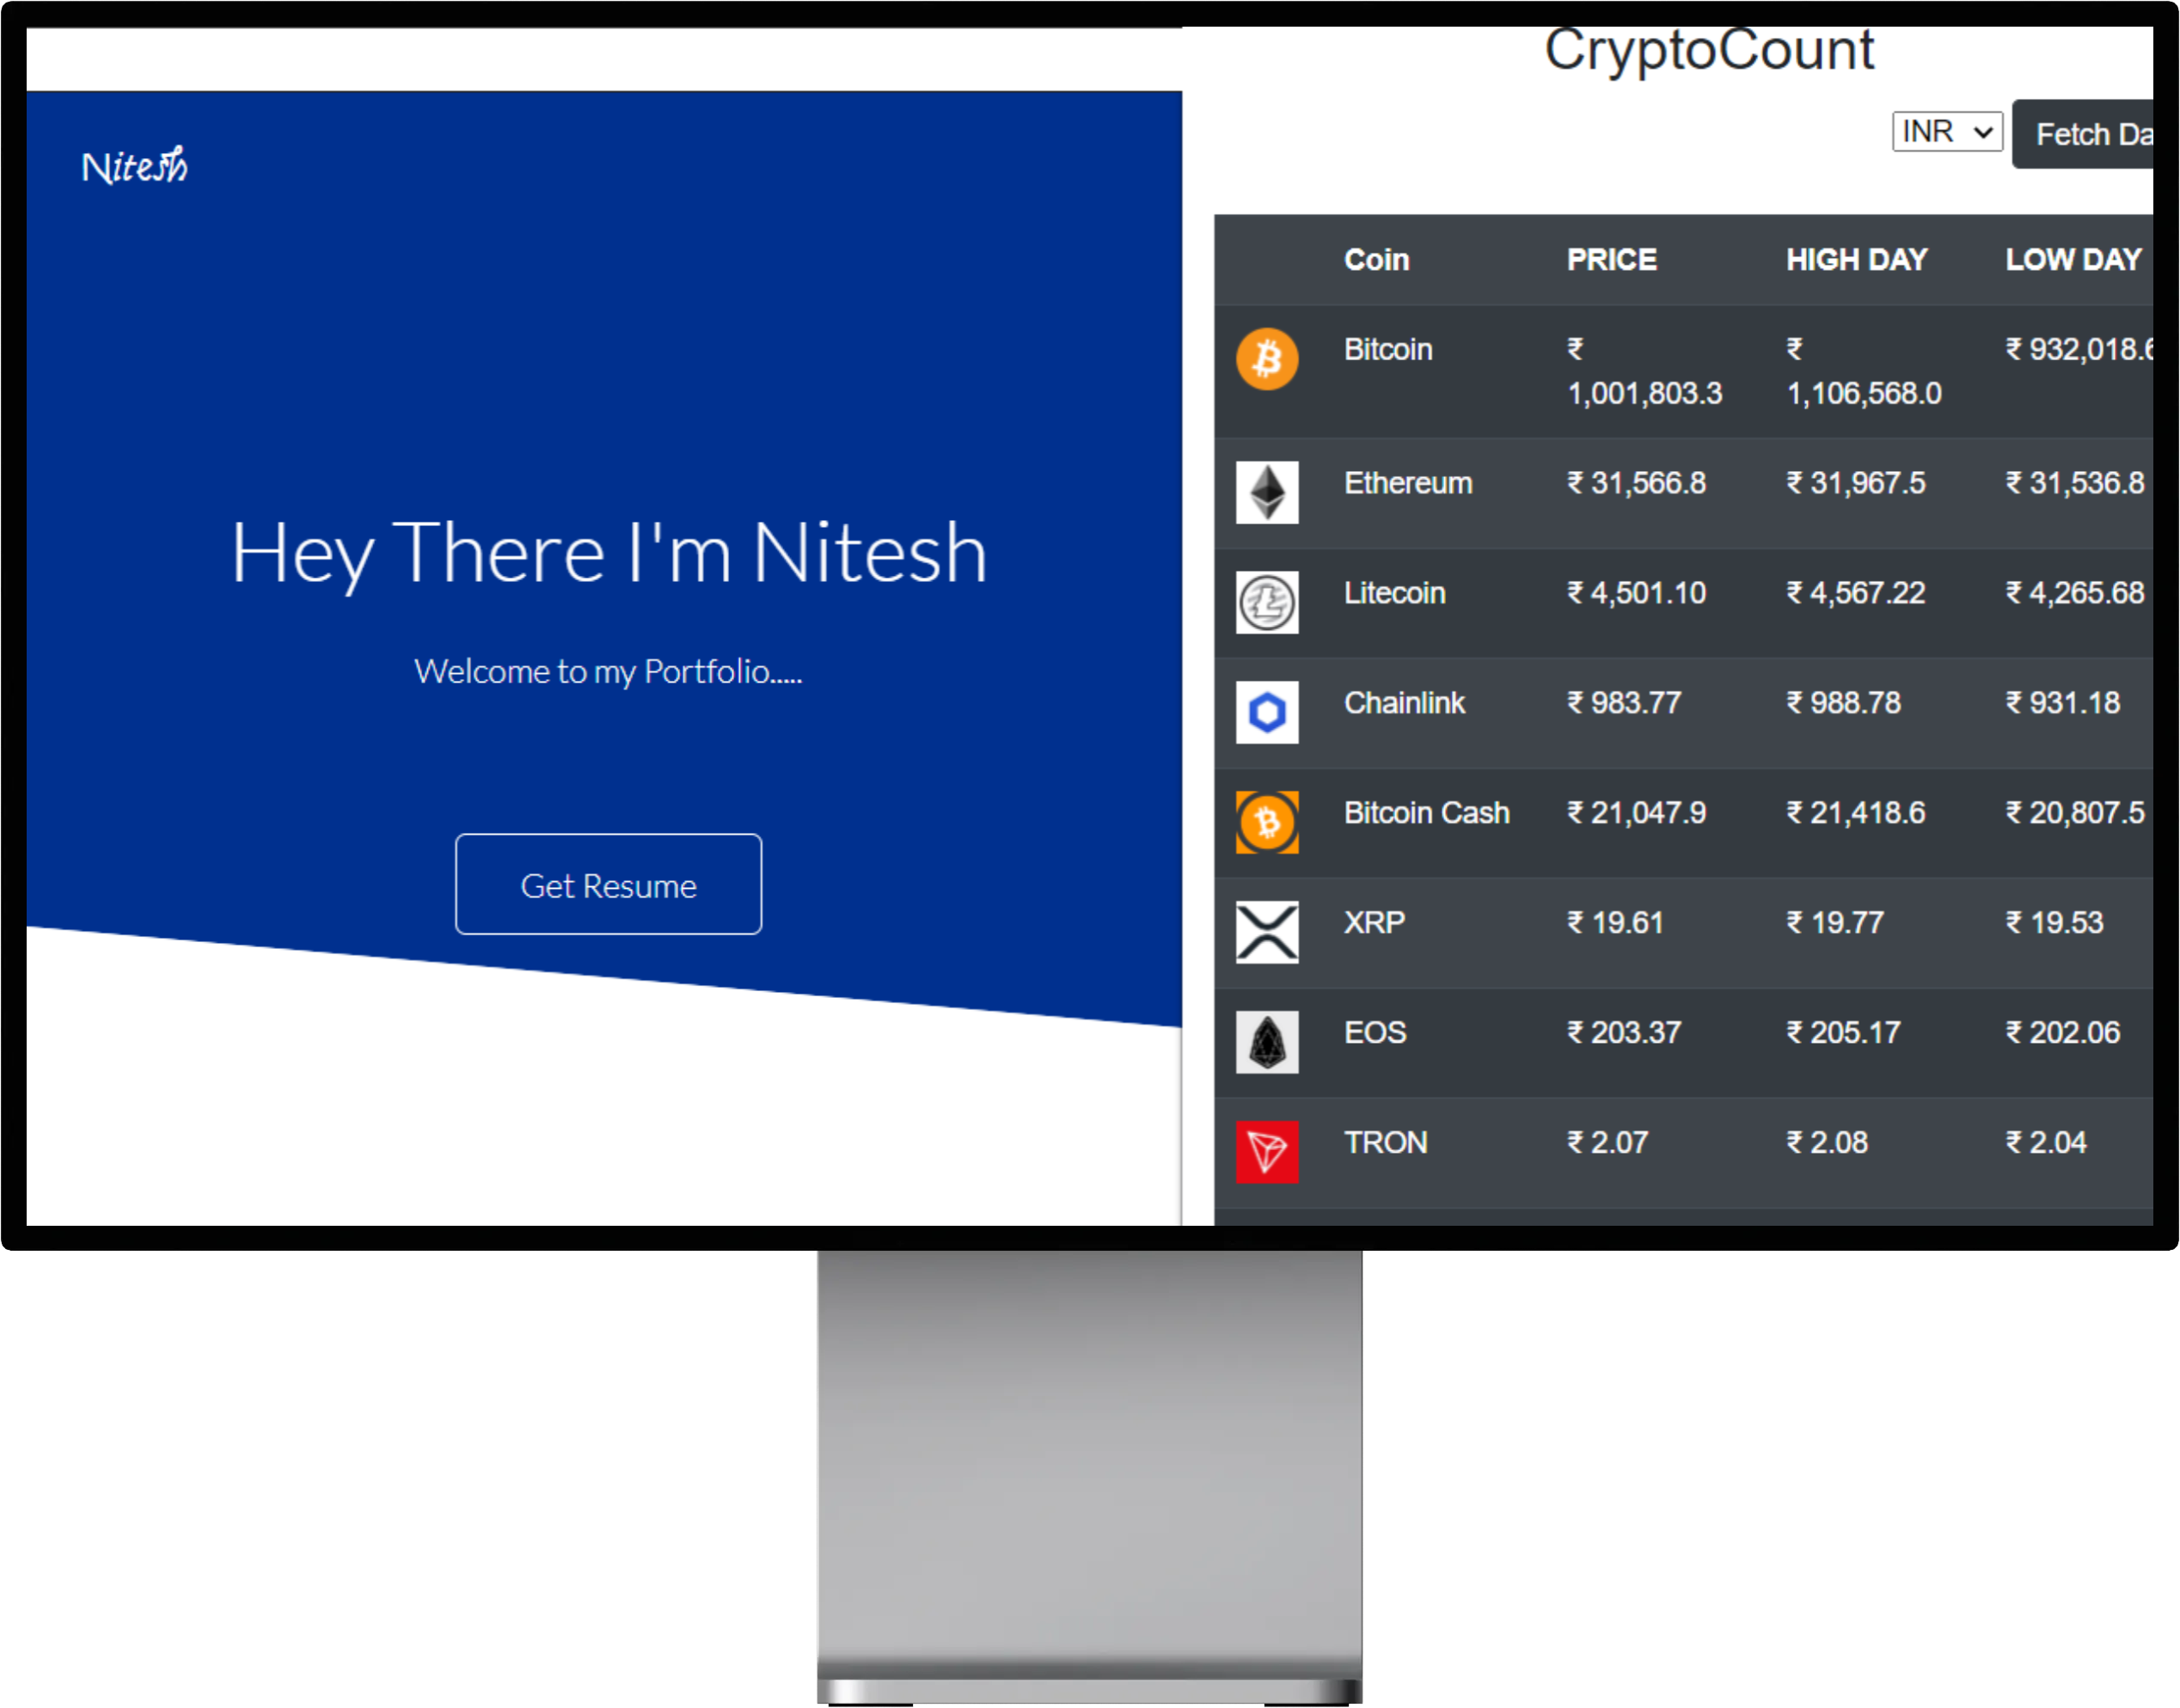 Nitesh
Hey There I'm Nitesh
Welcome to my Portfolio.....
Get Resume
CryptoCount
INR Fetch Da
Coin PRICE HIGH DAY LOW DAY
Bitcoin ₹ 1,001,803.3 ₹ 1,106,568.0 ₹ 932,018.6
Ethereum ₹ 31,566.8 ₹ 31,967.5 ₹ 31,536.8
Litecoin ₹ 4,501.10 ₹ 4,567.22 ₹ 4,265.68
Chainlink ₹ 983.77 ₹ 988.78 ₹ 931.18
Bitcoin Cash ₹ 21,047.9 ₹ 21,418.6 ₹ 20,807.5
XRP ₹ 19.61 ₹ 19.77 ₹ 19.53
EOS ₹ 203.37 ₹ 205.17 ₹ 202.06
TRON ₹ 2.07 ₹ 2.08 ₹ 2.04